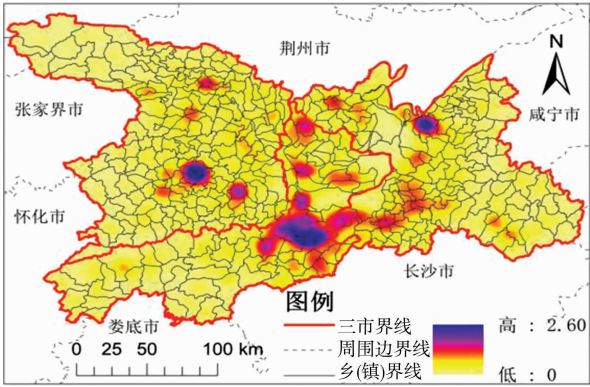 荆州市
N
张家界市
咸宁市
怀化市
长沙市
娄底市
图例
三市界线
周围边界线
乡(镇)界线
高 : 2.60
低 : 0
0 25 50 100 km